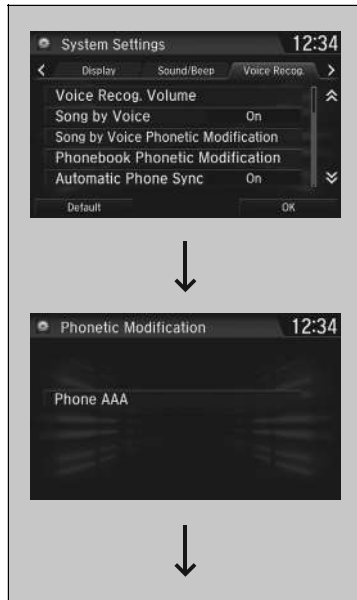 System Settings 12:34
Display Sound/Beep Voice Recog.
Voice Recog. Volume
Song by Voice On
Song by Voice Phonetic Modification
Phonebook Phonetic Modification
Automatic Phone Sync On
Default OK
Phonetic Modification 12:34
Phone AAA